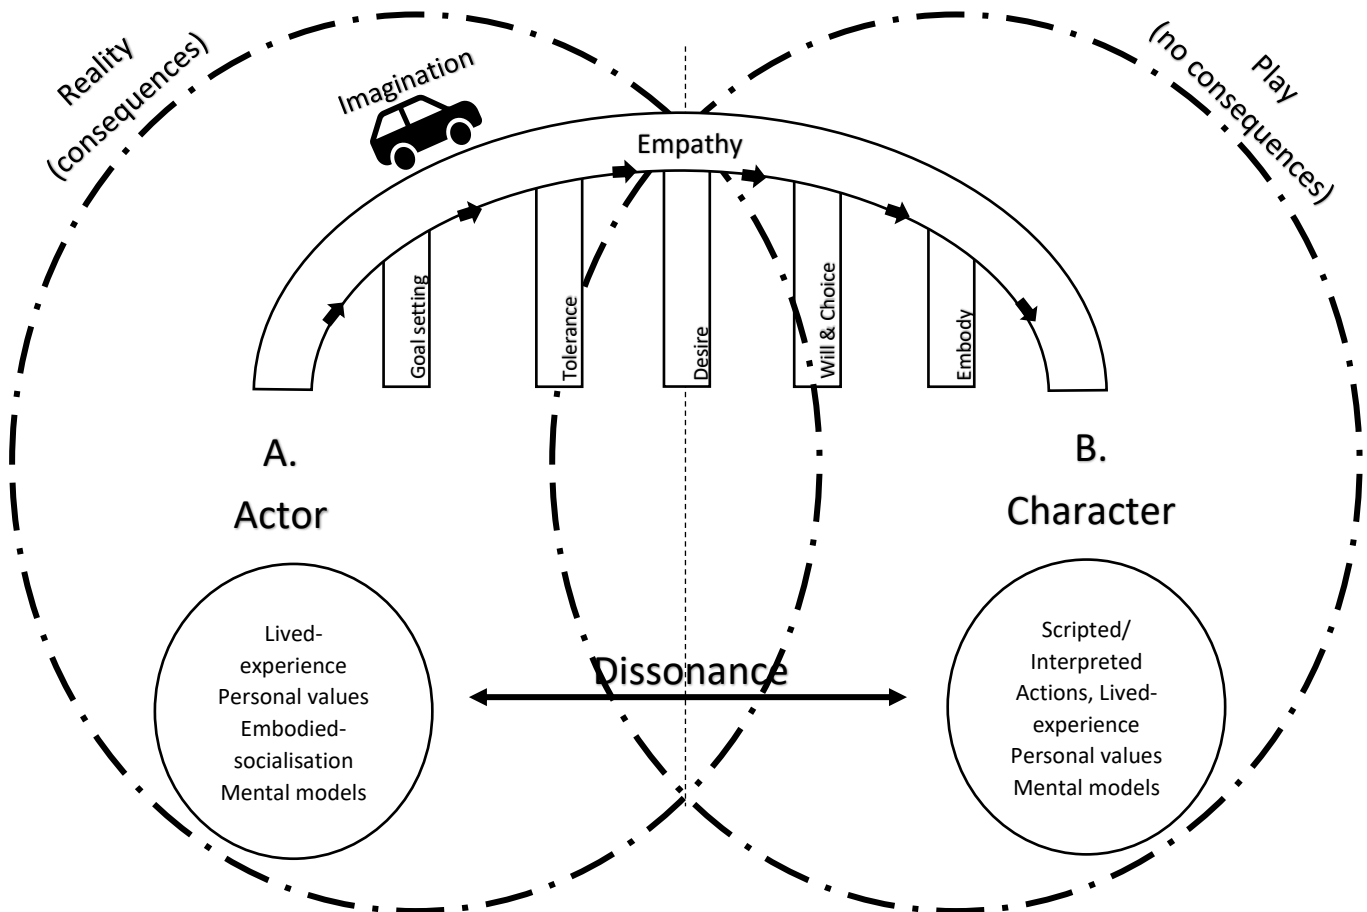 Reality
(consequences)
Imagination
Play
(no consequences)
Empathy
Goal setting
Tolerance
Desire
Will & Choice
Embody
A.
Actor
B.
Character
Lived-
experience
Personal values
Embodied-
socialisation
Mental models
Dissonance
Scripted/
Interpreted
Actions, Lived-
experience
Personal values
Mental models